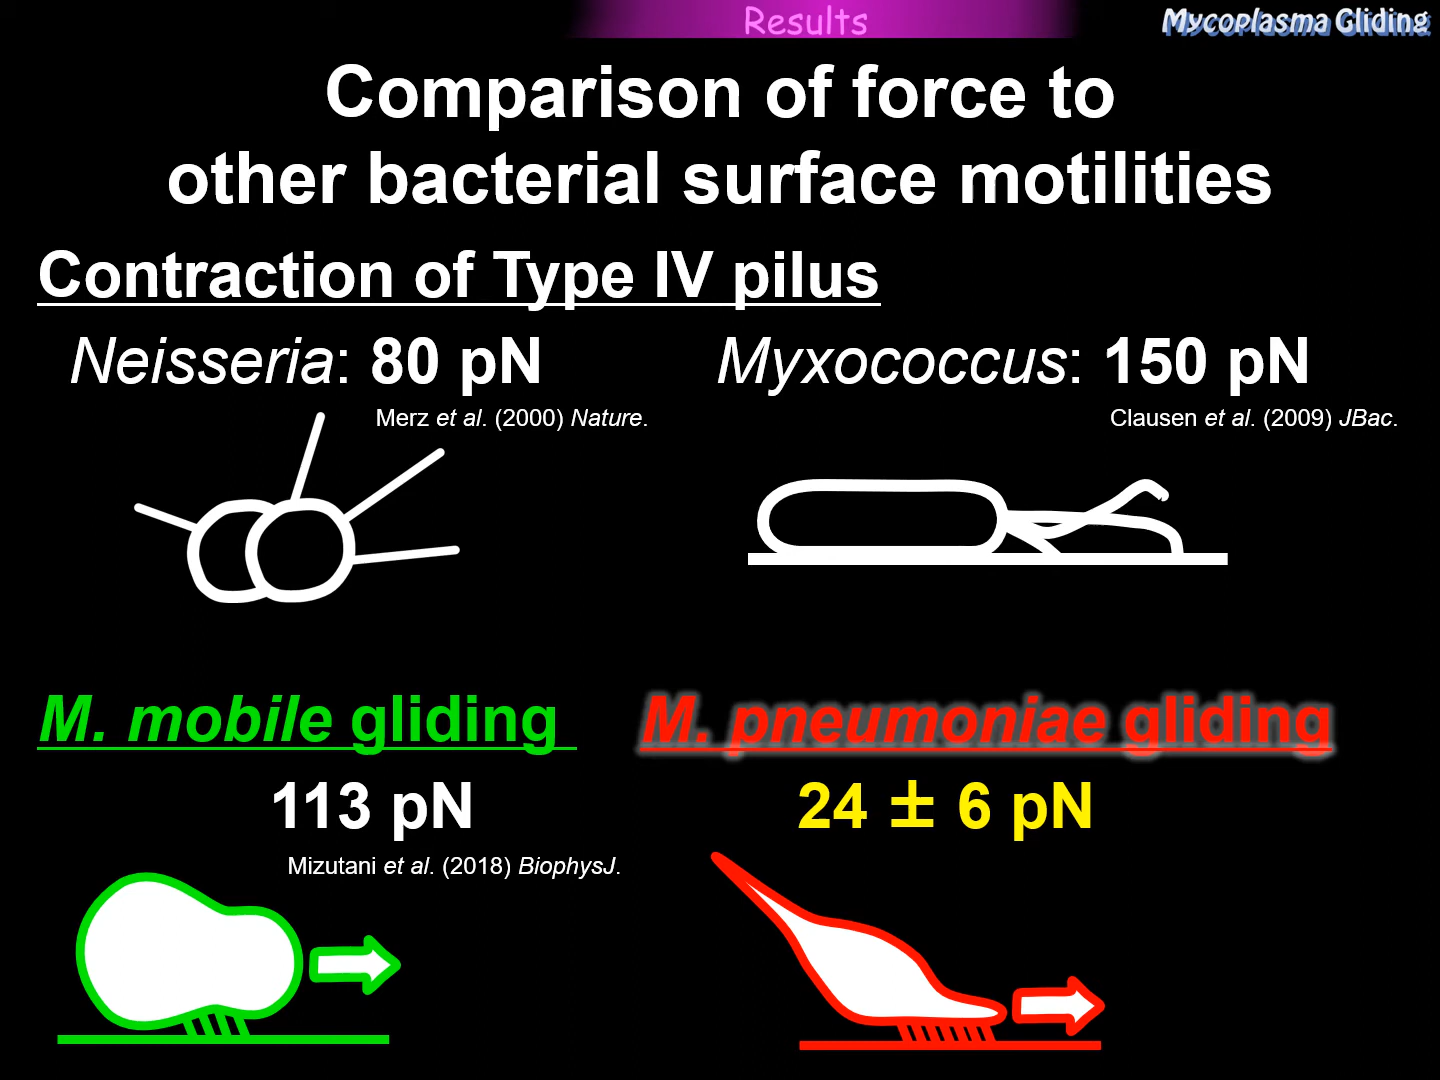 Results
Mycoplasma Gliding
Comparison of force to
other bacterial surface motilities
Contraction of Type IV pilus
Neisseria: 80 pN
Merz et al. (2000) Nature.
Myxococcus: 150 pN
Clausen et al. (2009) JBac.
M. mobile gliding
113 pN
Mizutani et al. (2018) BiophysJ.
M. pneumoniae gliding
24 ± 6 pN